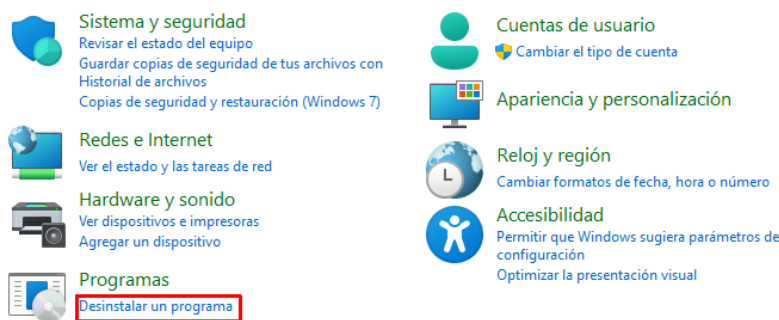 Sistema y seguridad
Revisar el estado del equipo
Guardar copias de seguridad de tus archivos con
Historial de archivos
Copias de seguridad y restauración (Windows 7)
Redes e Internet
Ver el estado y las tareas de red
Hardware y sonido
Ver dispositivos e impresoras
Agregar un dispositivo
Programas
Desinstalar un programa
Cuentas de usuario
Cambiar el tipo de cuenta
Apariencia y personalización
Reloj y región
Cambiar formatos de fecha, hora o número
Accesibilidad
Permitir que Windows sugiera parámetros de
configuración
Optimizar la presentación visual